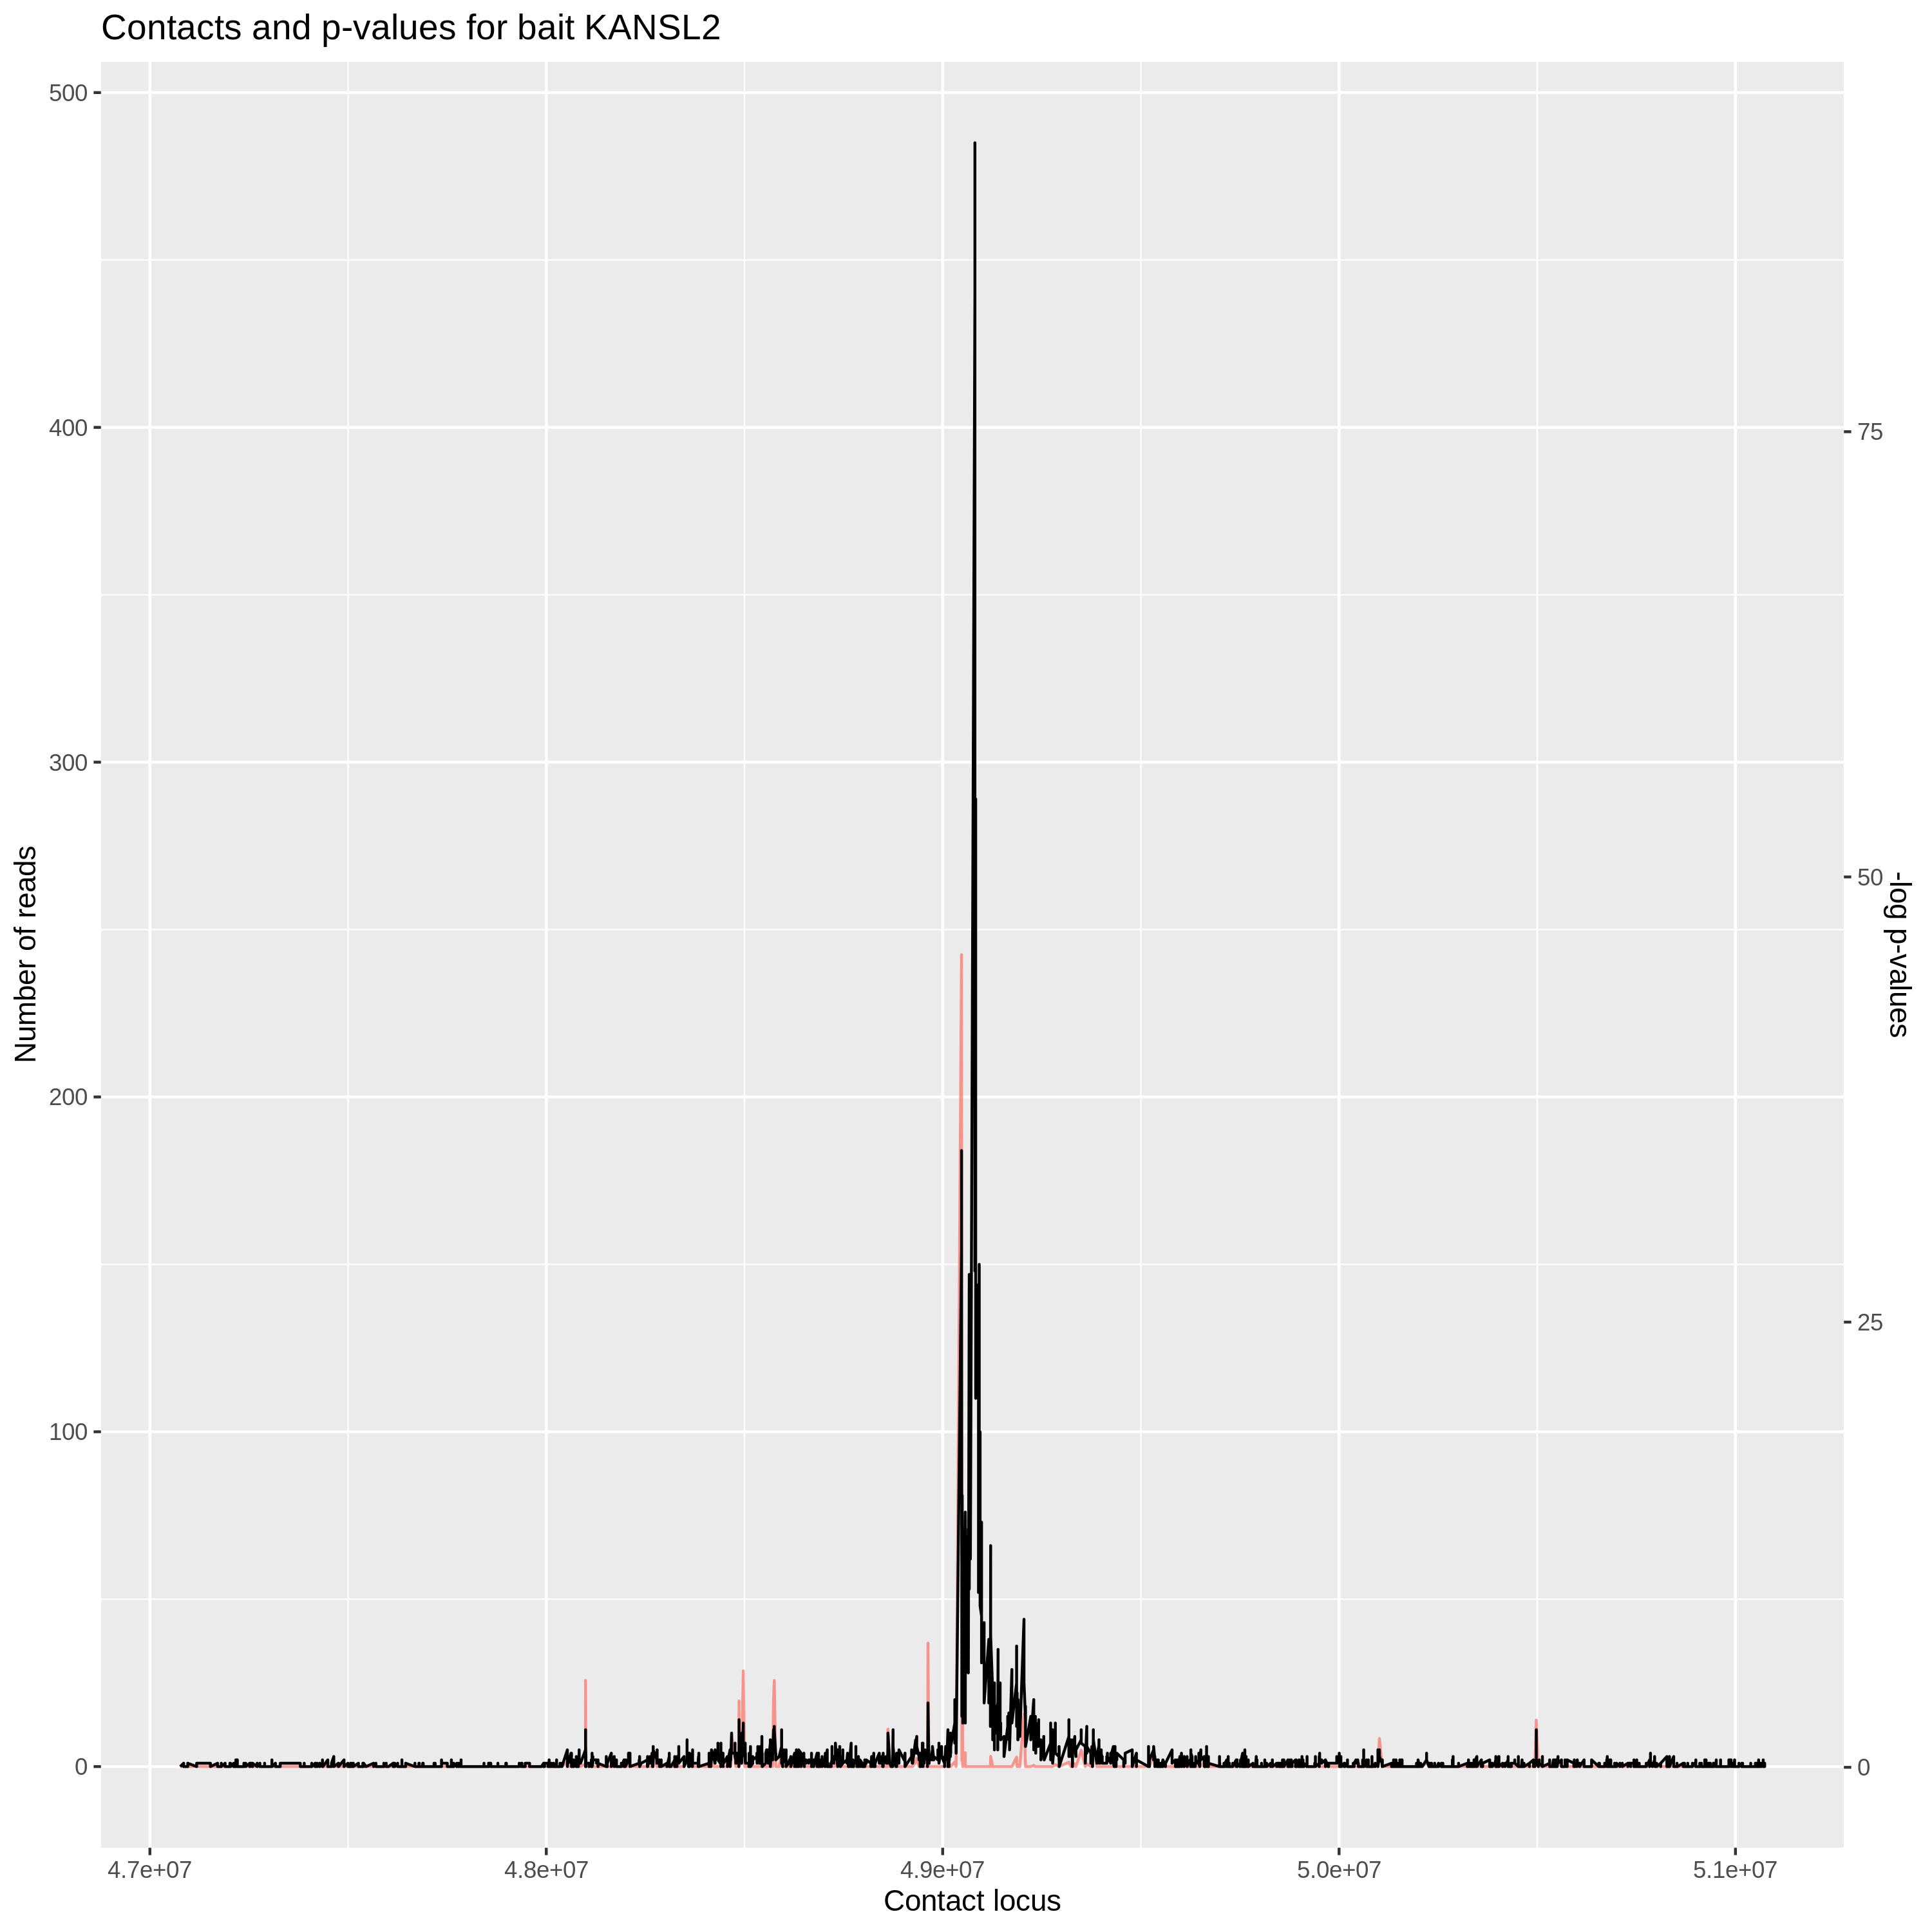 Contacts and p-values for bait KANSL2
500
400
300
200
100
0
Number of reads
75
50
25
0
-log p-values
4.7e+07
4.8e+07
4.9e+07
5.0e+07
5.1e+07
Contact locus